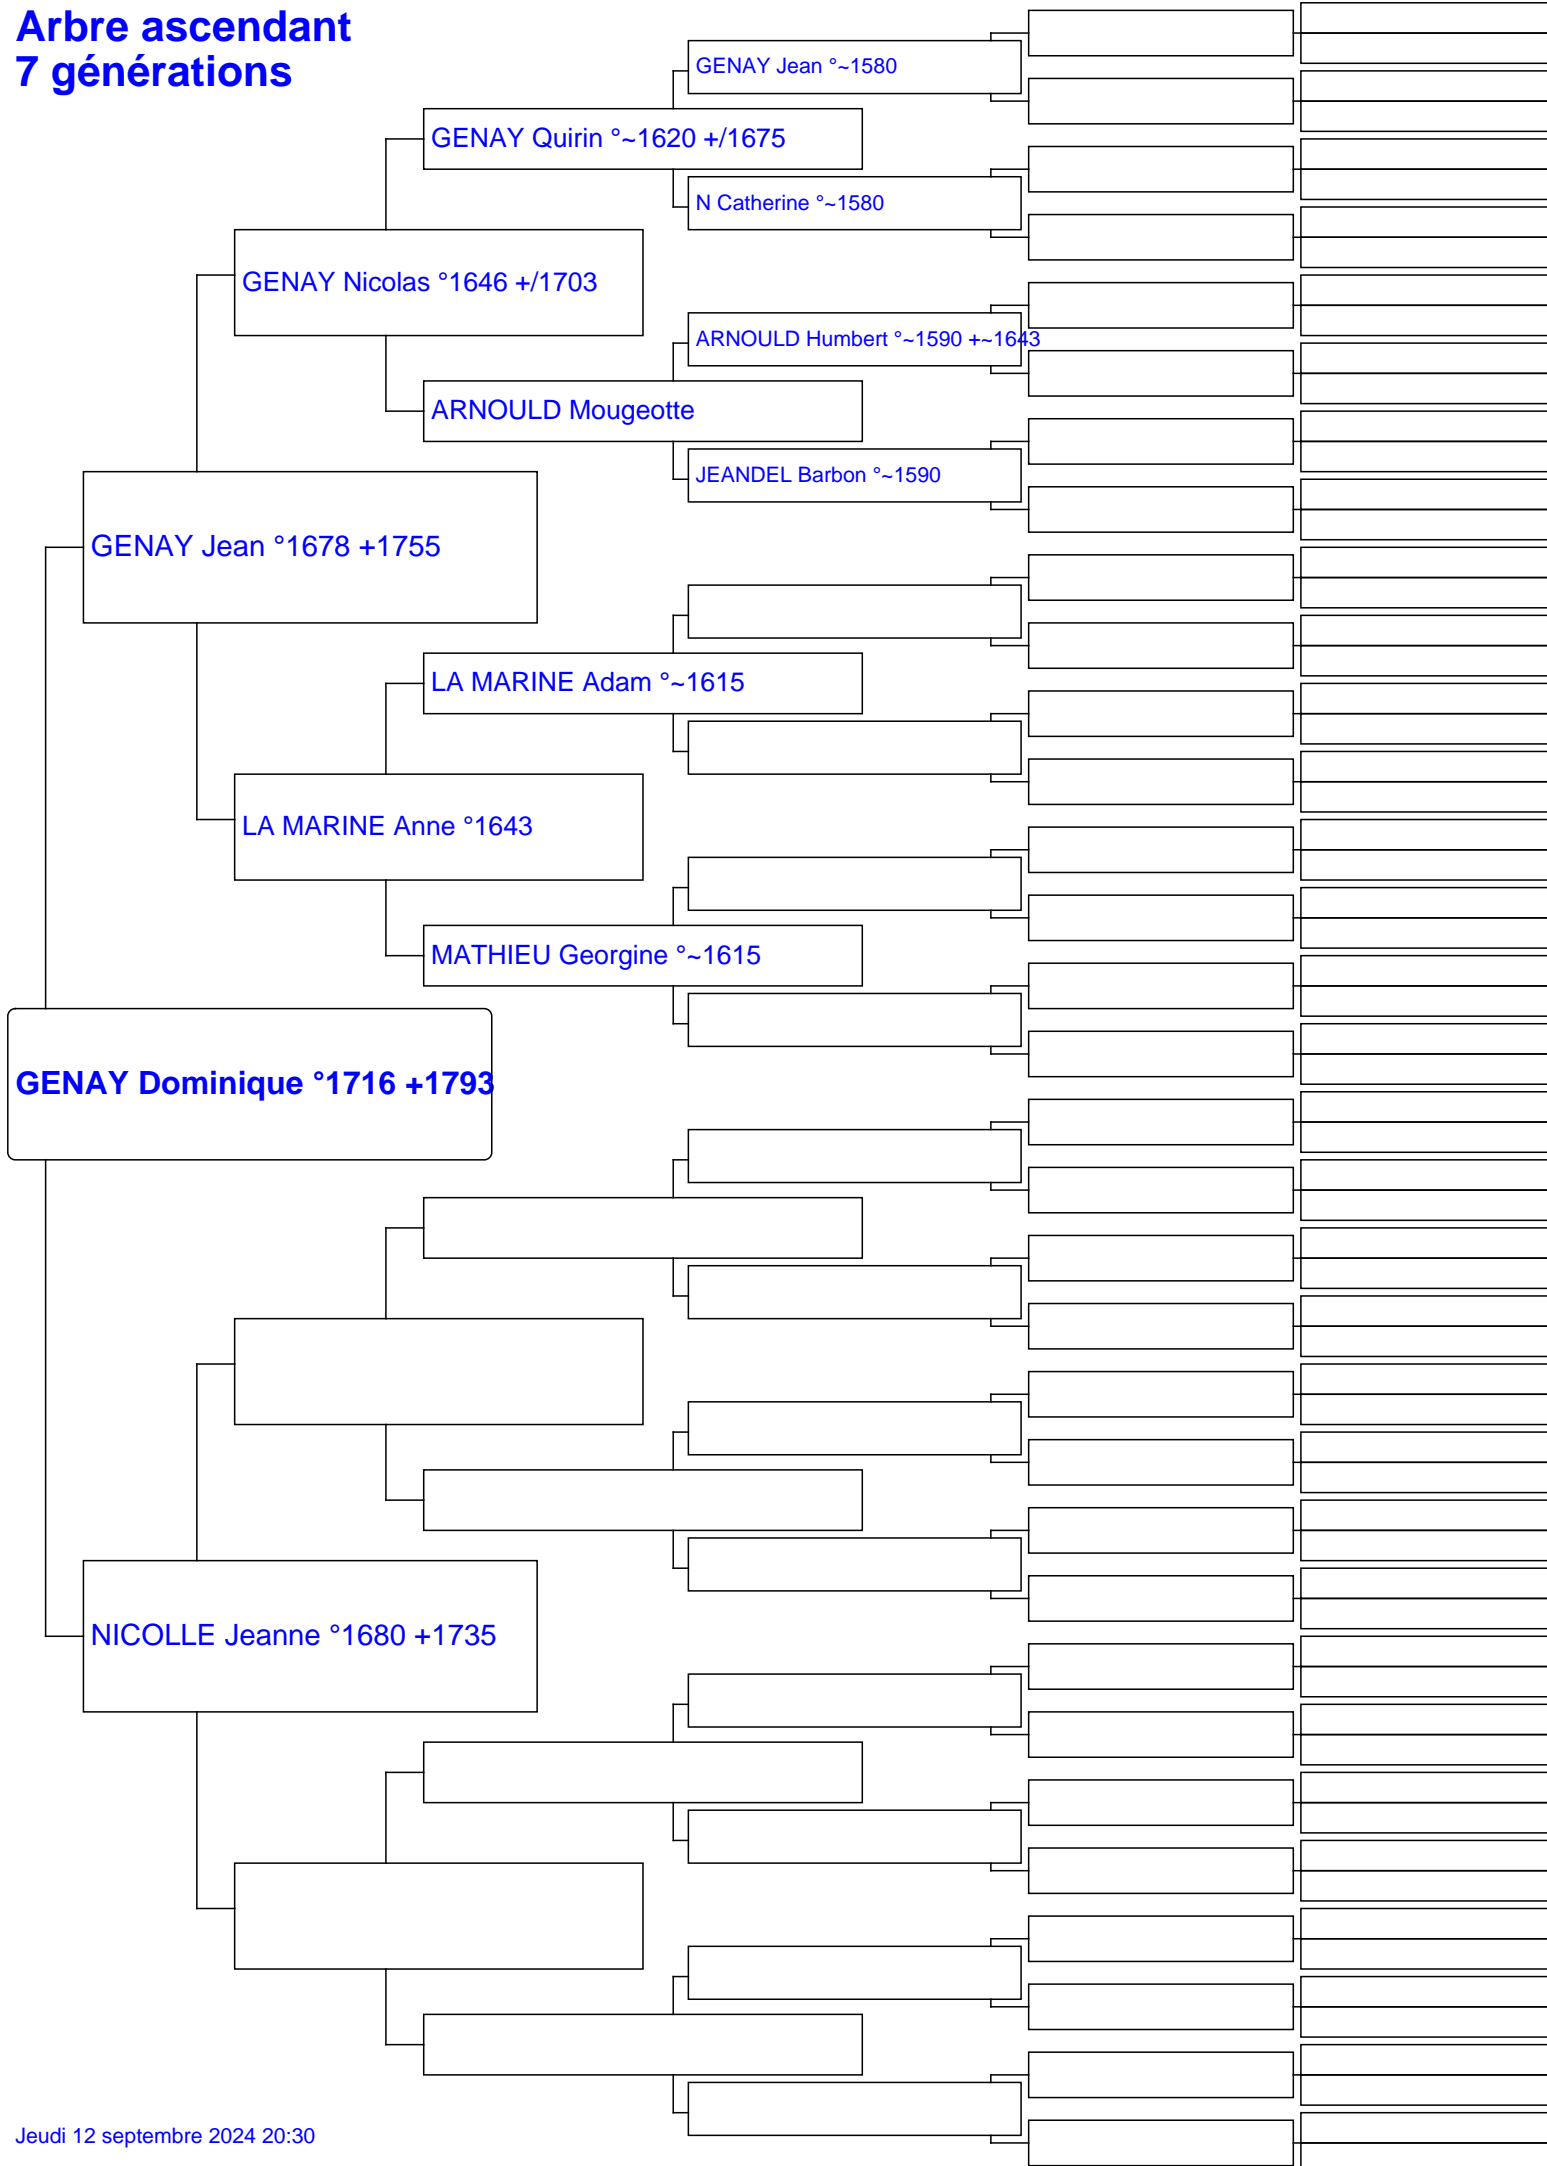 Arbre ascendant
7 générations
GENAY Jean °~1580
GENAY Quirin °~1620 +/1675
N Catherine °~1580
GENAY Nicolas °1646 +/1703
ARNOULD Humbert °~1590 +~1643
ARNOULD Mougeotte
JEANDEL Barbon °~1590
GENAY Jean °1678 +1755
LA MARINE Adam °~1615
LA MARINE Anne °1643
MATHIEU Georgine °~1615
GENAY Dominique °1716 +1793
NICOLLE Jeanne °1680 +1735
Jeudi 12 septembre 2024 20:30